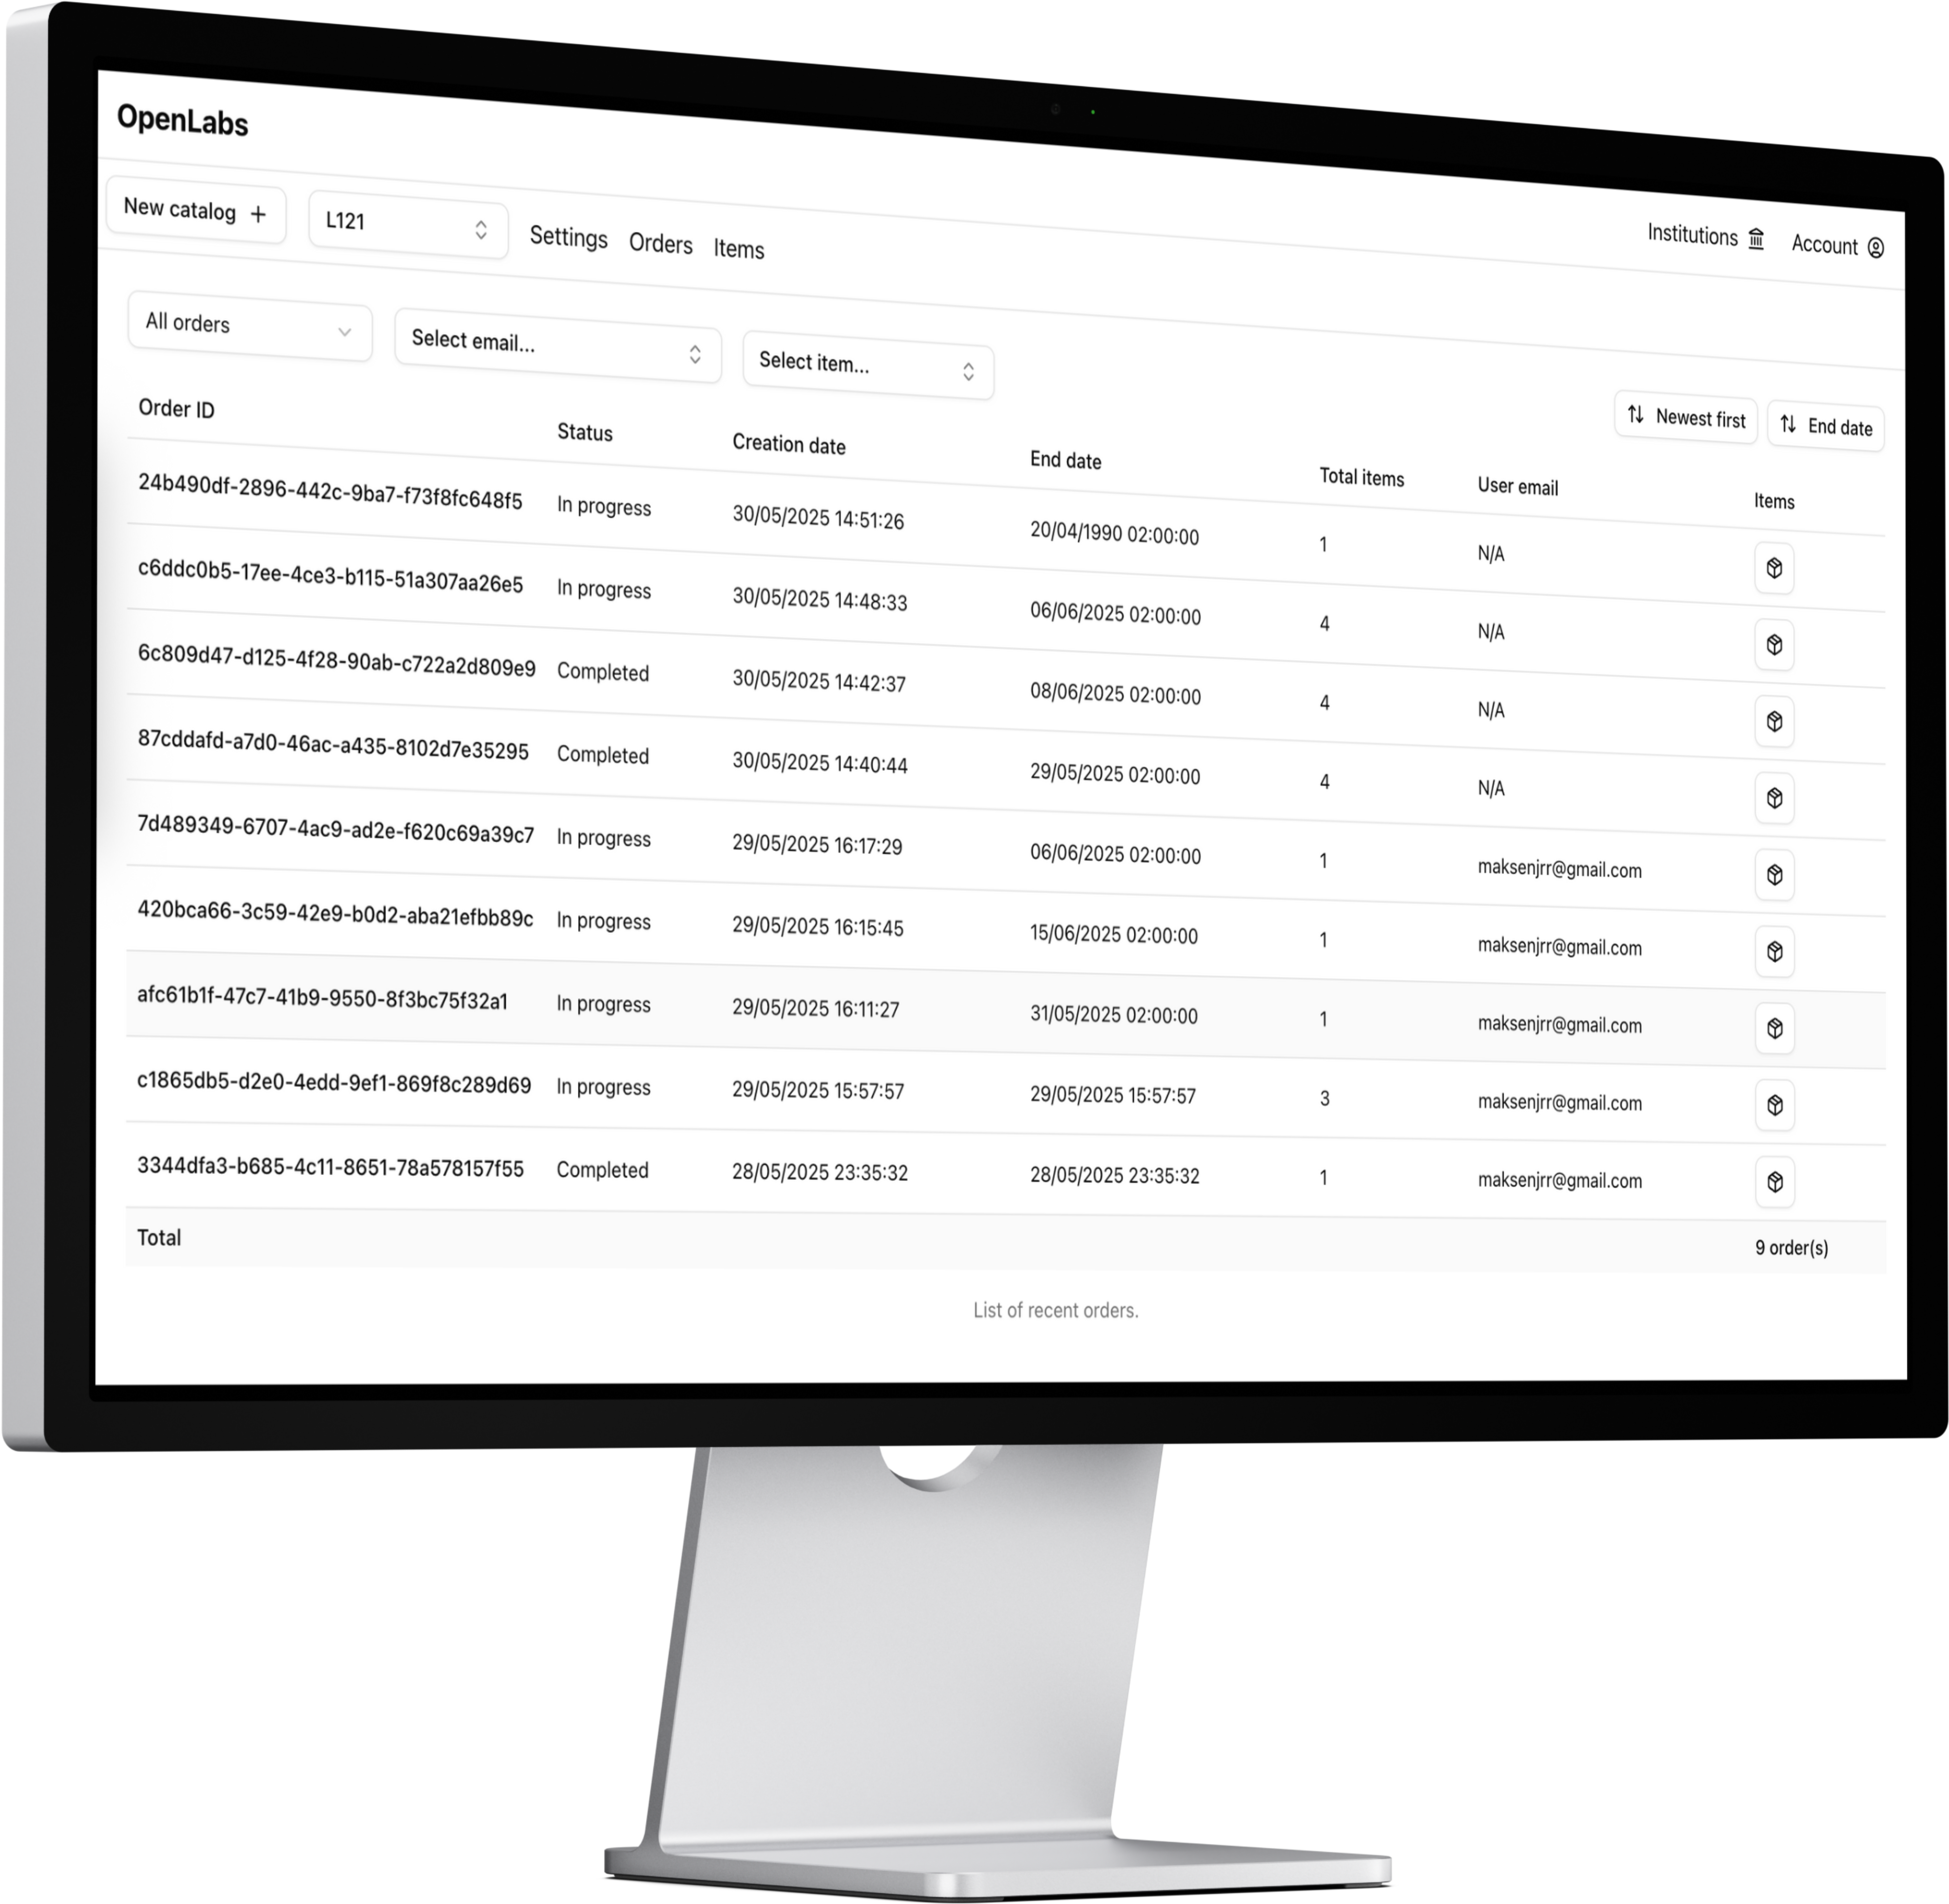 OpenLabs
New catalog + L121 Settings Orders Items Institutions Account
All orders Select email... Select item...
Newest first End date
Order ID Status Creation date End date Total items User email Items
24b490df-2896-442c-9ba7-f73f8fc648f5 In progress 30/05/2025 14:51:26 20/04/1990 02:00:00 1 N/A
c6ddc0b5-17ee-4ce3-b115-51a307aa26e5 In progress 30/05/2025 14:48:33 06/06/2025 02:00:00 4 N/A
6c809d47-d125-4f28-90ab-c722a2d809e9 Completed 30/05/2025 14:42:37 08/06/2025 02:00:00 4 N/A
87cddafd-a7d0-46ac-a435-8102d7e35295 Completed 30/05/2025 14:40:44 29/05/2025 02:00:00 4 N/A
7d489349-6707-4ac9-ad2e-f620c69a39c7 In progress 29/05/2025 16:17:29 06/06/2025 02:00:00 1 maksenjrr@gmail.com
420bca66-3c59-42e9-b0d2-aba21efbb89c In progress 29/05/2025 16:15:45 15/06/2025 02:00:00 1 maksenjrr@gmail.com
afc61b1f-47c7-41b9-9550-8f3bc75f32a1 In progress 29/05/2025 16:11:27 31/05/2025 02:00:00 1 maksenjrr@gmail.com
c1865db5-d2e0-4edd-9ef1-869f8c289d69 In progress 29/05/2025 15:57:57 29/05/2025 15:57:57 3 maksenjrr@gmail.com
3344dfa3-b685-4c11-8651-78a578157f55 Completed 28/05/2025 23:35:32 28/05/2025 23:35:32 1 maksenjrr@gmail.com
Total 9 order(s)
List of recent orders.